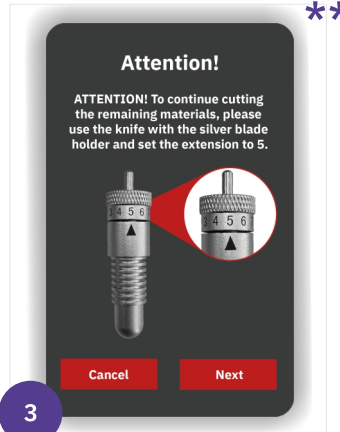 **
Attention!
ATTENTION! To continue cutting
the remaining materials, please
use the knife with the silver blade
holder and set the extension to 5.
3 4 5 6
4 5 6
Cancel
Next
3